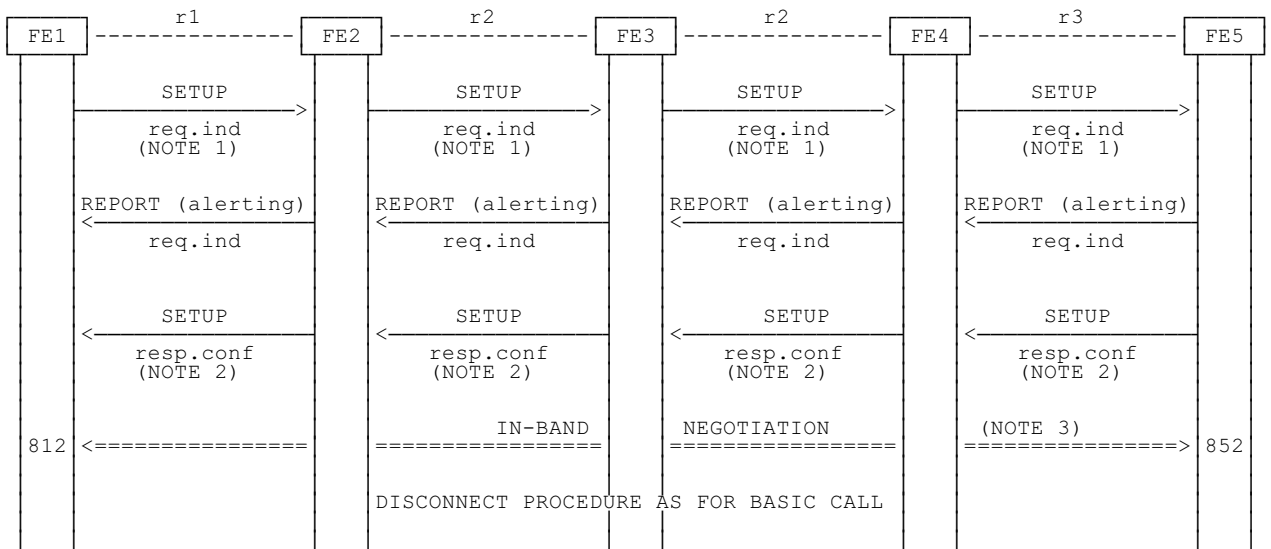 r1 r2 r2 r3
FE1 FE2 FE3 FE4 FE5
SETUP SETUP SETUP SETUP
req.ind req.ind req.ind req.ind
(NOTE 1) (NOTE 1) (NOTE 1) (NOTE 1)
REPORT (alerting) REPORT (alerting) REPORT (alerting) REPORT (alerting)
req.ind req.ind req.ind req.ind
SETUP SETUP SETUP SETUP
resp.conf resp.conf resp.conf resp.conf
(NOTE 2) (NOTE 2) (NOTE 2) (NOTE 2)
IN-BAND NEGOTIATION (NOTE 3)
812 852
DISCONNECT PROCEDURE AS FOR BASIC CALL